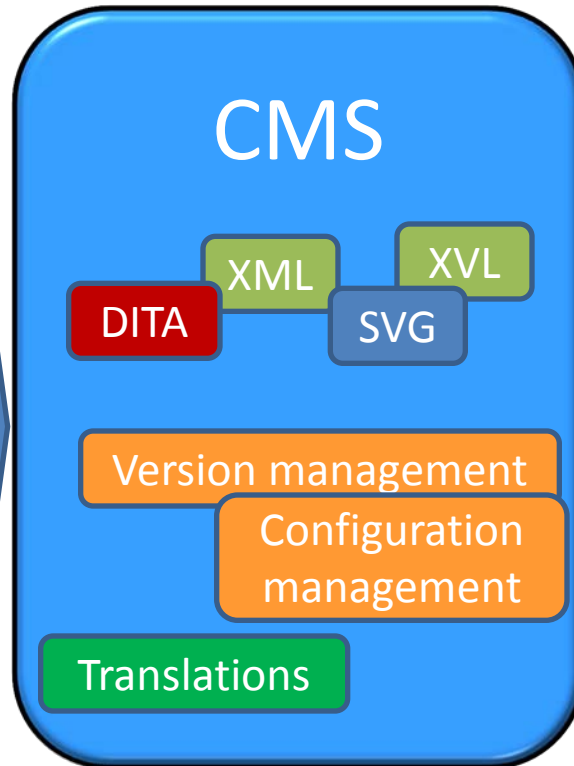 CMS
XML
XVL
DITA
SVG
Version management
Configuration
management
Translations